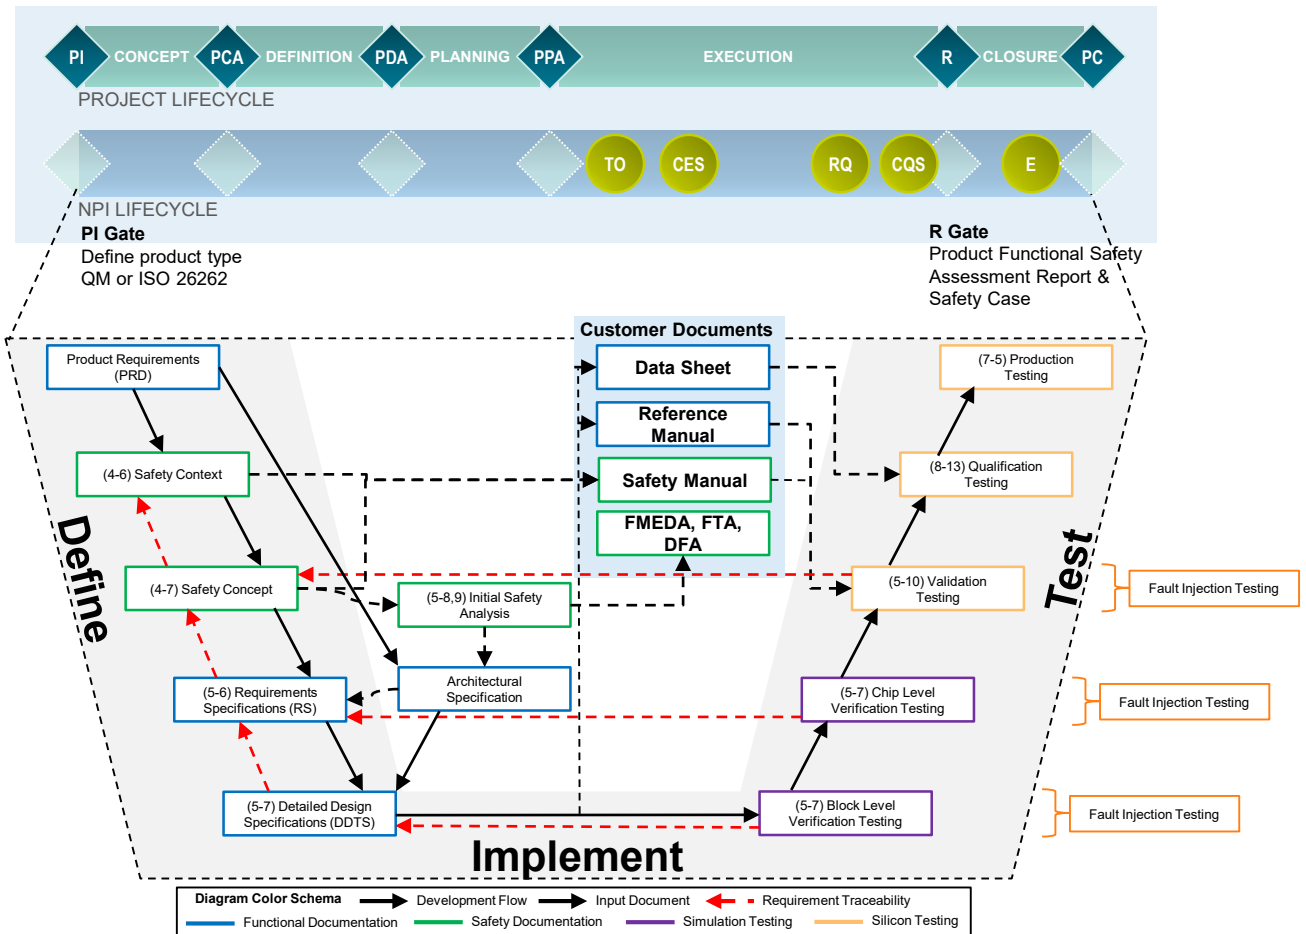 PI
CONCEPT
PCA
DEFINITION
PDA
PLANNING
PPA
EXECUTION
R
CLOSURE
PC
PROJECT LIFECYCLE
TO
CES
RQ
CQS
E
NPI LIFECYCLE
PI Gate
Define product type
QM or ISO 26262
R Gate
Product Functional Safety
Assessment Report &
Safety Case
Customer Documents
Product Requirements
(PRD)
Data Sheet
(7-5) Production
Testing
Reference
Manual
(4-6) Safety Context
Safety Manual
(8-13) Qualification
Testing
FMEDA, FTA,
DFA
Define
Test
(4-7) Safety Concept
(5-8,9) Initial Safety
Analysis
(5-10) Validation
Testing
Fault Injection Testing
(5-6) Requirements
Specifications (RS)
Architectural
Specification
(5-7) Chip Level
Verification Testing
Fault Injection Testing
(5-7) Detailed Design
Specifications (DDTS)
(5-7) Block Level
Verification Testing
Fault Injection Testing
Implement
Diagram Color Schema
Development Flow
Input Document
Requirement Traceability
Functional Documentation
Safety Documentation
Simulation Testing
Silicon Testing